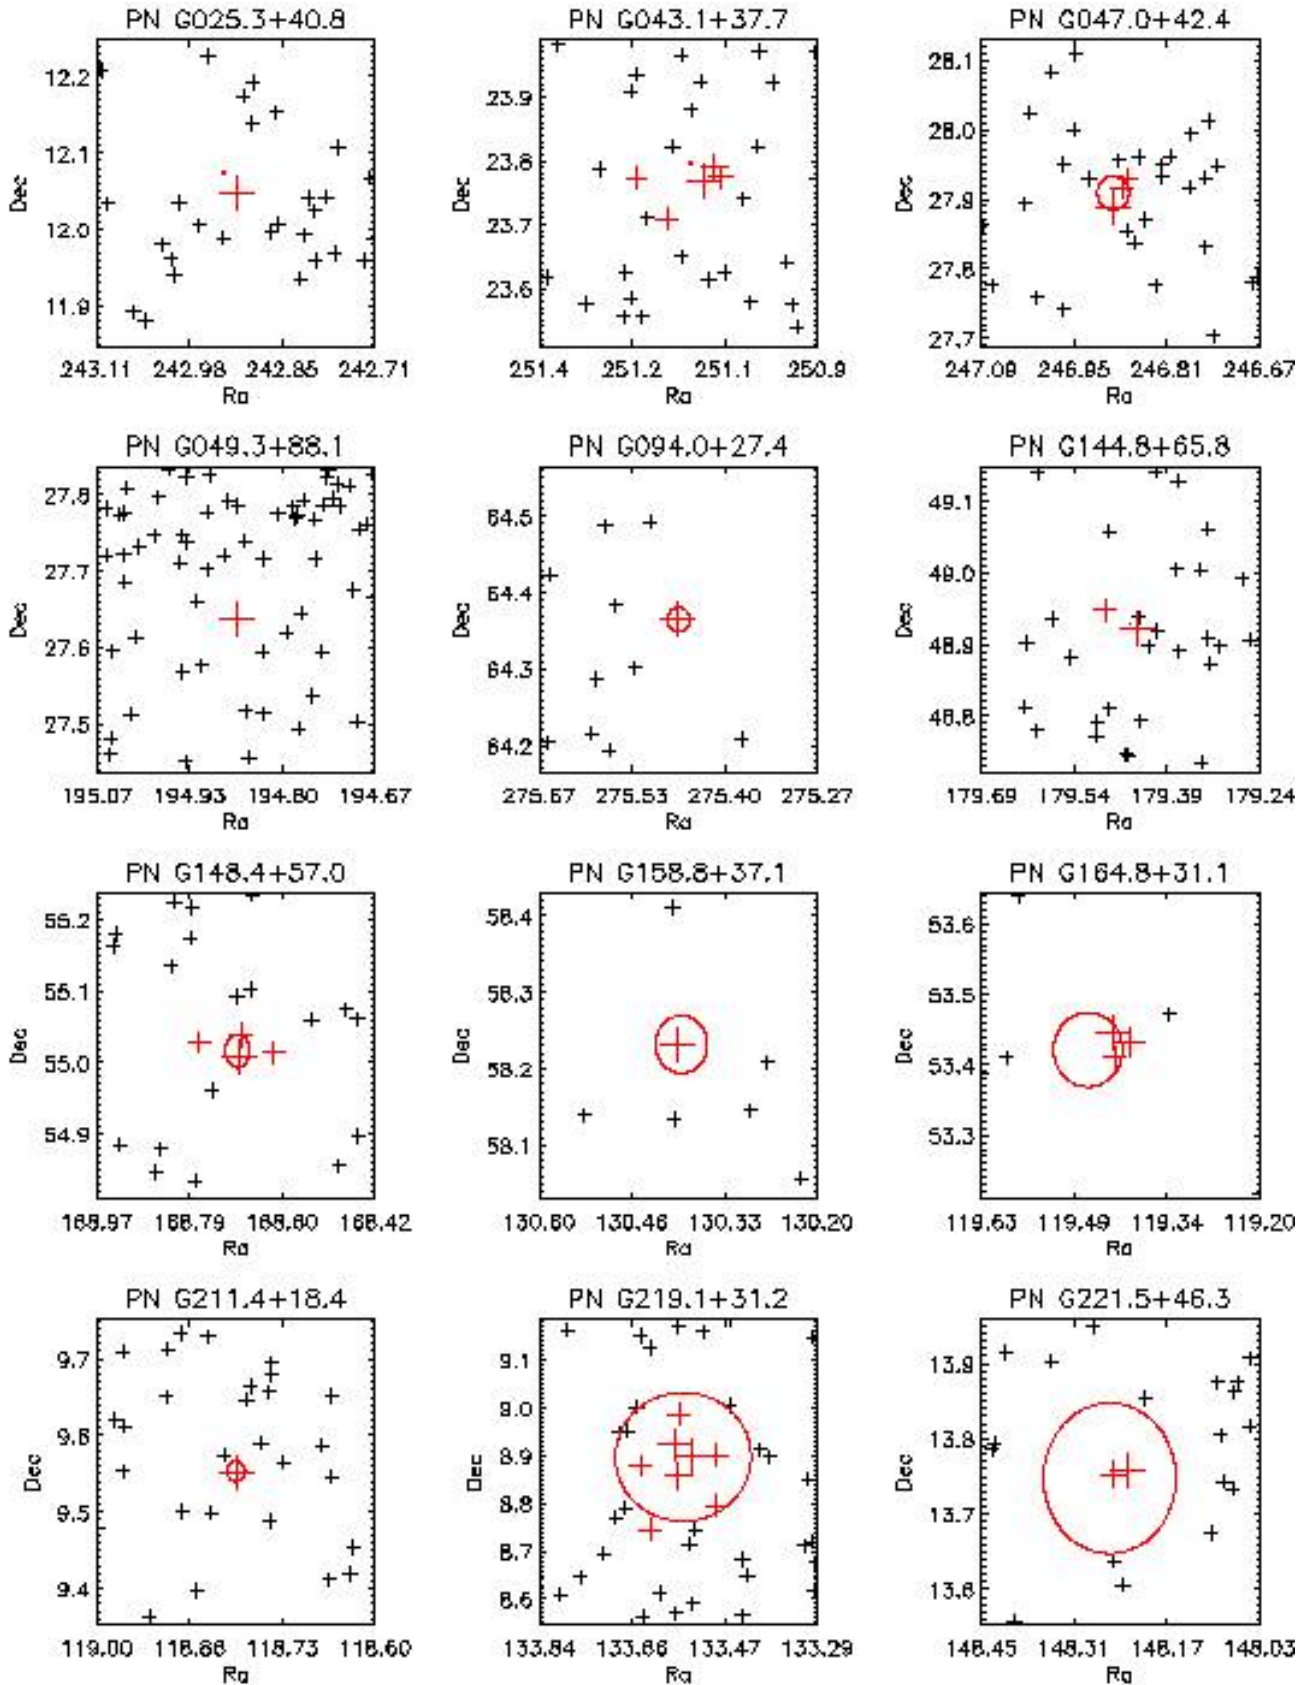 PN G025.3+40.8
PN G043.1+37.7
PN G047.0+42.4
12.2
12.1
12.0
11.9
Dec
243.11 242.98 242.85 242.71
Ra
23.9
23.8
23.7
23.6
Dec
251.4 251.2 251.1 250.9
Ra
28.1
28.0
27.9
27.8
27.7
Dec
247.09 246.95 246.81 246.67
Ra
PN G049.3+88.1
PN G094.0+27.4
PN G144.8+65.8
27.8
27.7
27.6
27.5
Dec
195.07 194.93 194.80 194.67
Ra
64.5
64.4
64.3
64.2
Dec
275.67 275.53 275.40 275.27
Ra
49.1
49.0
48.9
48.8
Dec
179.69 179.54 179.39 179.24
Ra
PN G148.4+57.0
PN G158.8+37.1
PN G164.8+31.1
55.2
55.1
55.0
54.9
Dec
168.97 168.79 168.60 168.42
Ra
58.4
58.3
58.2
58.1
Dec
130.60 130.46 130.33 130.20
Ra
53.6
53.5
53.4
53.3
Dec
119.63 119.49 119.34 119.20
Ra
PN G211.4+18.4
PN G219.1+31.2
PN G221.5+46.3
9.7
9.6
9.5
9.4
Dec
119.00 118.86 118.73 118.60
Ra
9.1
9.0
8.9
8.8
8.7
8.6
Dec
133.84 133.66 133.47 133.29
Ra
13.9
13.8
13.7
13.6
Dec
148.45 148.31 148.17 148.03
Ra